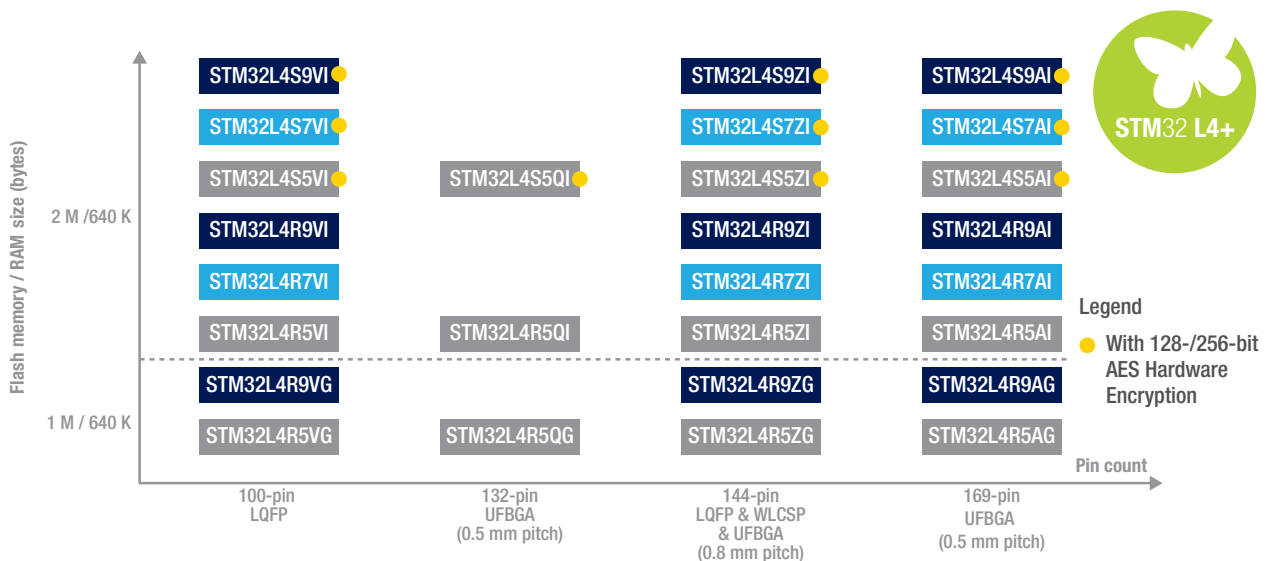 Flash memory / RAM size (bytes)
2 M /640 K
1 M / 640 K
STM32L4S9VI
STM32L4S9ZI
STM32L4S9AI
STM32L4S7VI
STM32L4S7ZI
STM32L4S7AI
STM32L4S5VI
STM32L4S5QI
STM32L4S5ZI
STM32L4S5AI
STM32L4R9VI
STM32L4R9ZI
STM32L4R9AI
STM32L4R7VI
STM32L4R7ZI
STM32L4R7AI
STM32L4R5VI
STM32L4R5QI
STM32L4R5ZI
STM32L4R5AI
STM32L4R9VG
STM32L4R9ZG
STM32L4R9AG
STM32L4R5VG
STM32L4R5QG
STM32L4R5ZG
STM32L4R5AG
Pin count
100-pin
LQFP
132-pin
UFBGA
(0.5 mm pitch)
144-pin
LQFP & WLCSP
& UFBGA
(0.8 mm pitch)
169-pin
UFBGA
(0.5 mm pitch)
STM32 L4+
Legend
With 128-/256-bit
AES Hardware
Encryption